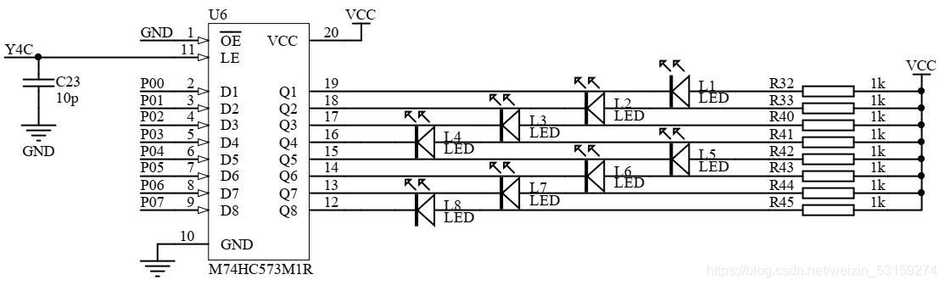 U6
VCC
GND 1 OE VCC 20
Y4C 11 LE
C23
10p
GND
P00 2 D1 Q1 19 L1 LED R32 1k VCC
P01 3 D2 Q2 18 L2 LED R33 1k
P02 4 D3 Q3 17 L3 LED R40 1k
P03 5 D4 Q4 16 L4 LED R41 1k
P04 6 D5 Q5 15 L5 LED R42 1k
P05 7 D6 Q6 14 L6 LED R43 1k
P06 8 D7 Q7 13 L7 LED R44 1k
P07 9 D8 Q8 12 L8 LED R45 1k
10 GND
M74HC573M1R
https://blog.csdn.net/weixin_53159274